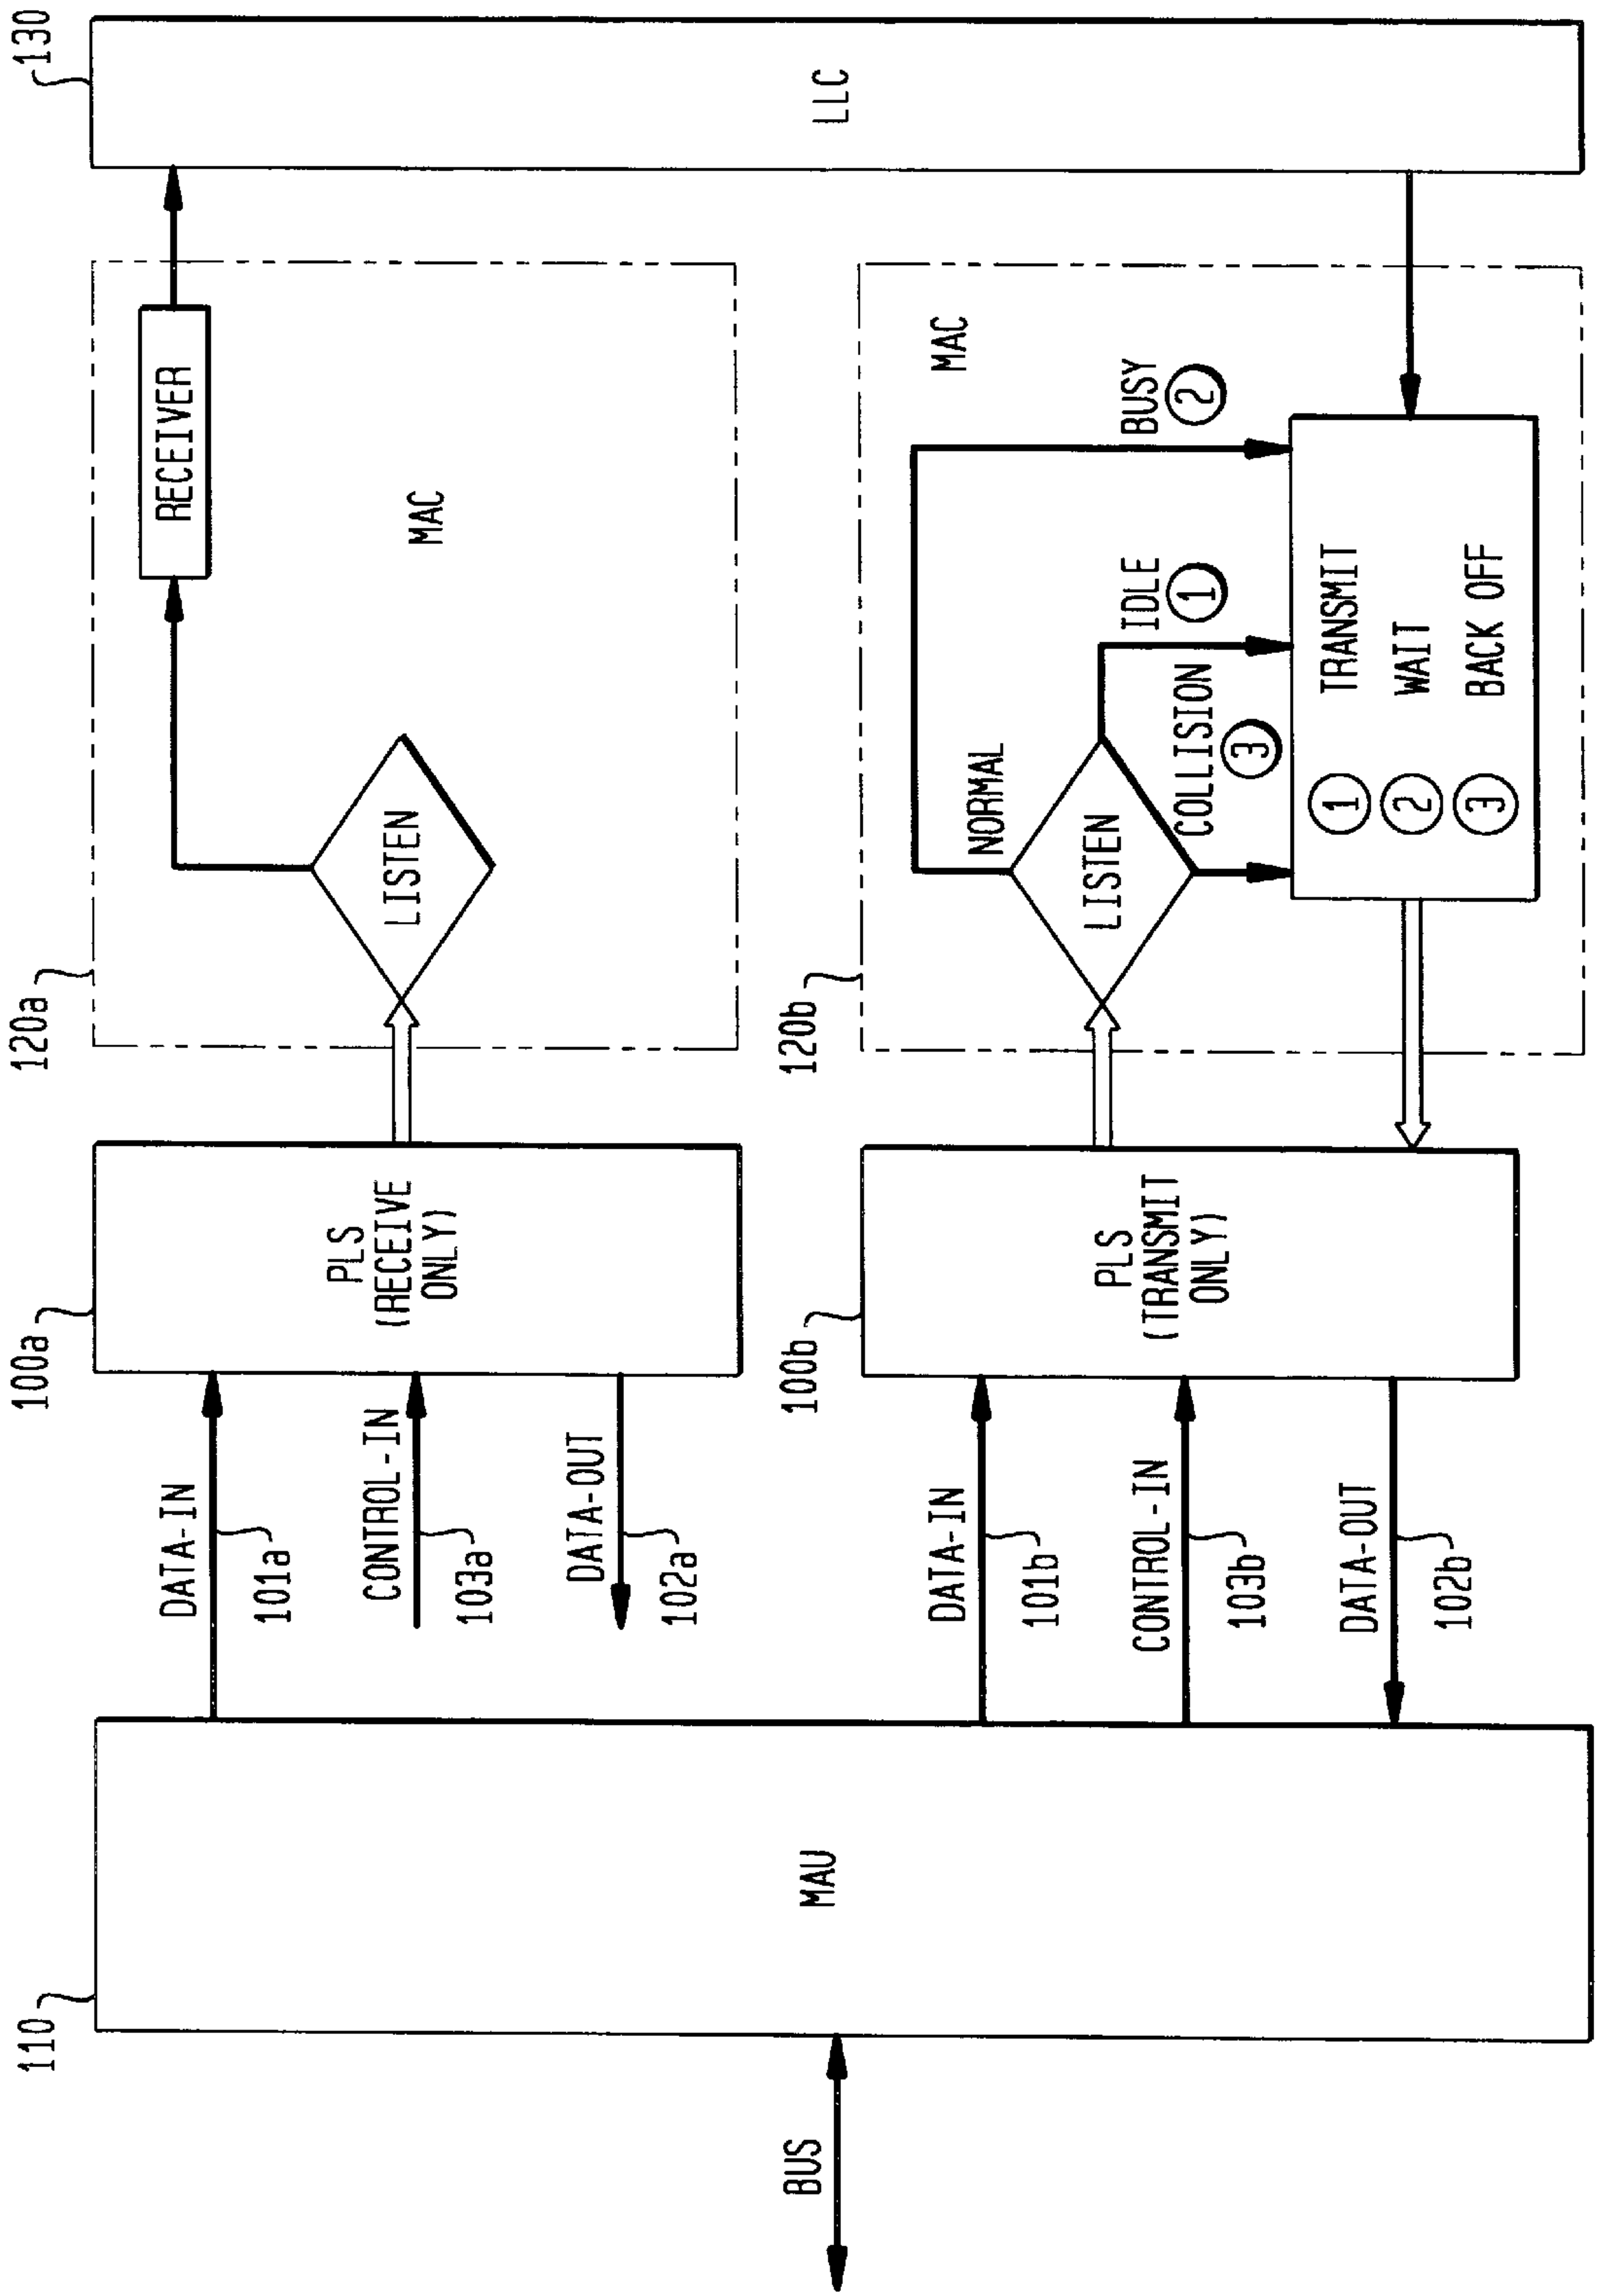 110
MAU
BUS
DATA-IN
101a
CONTROL-IN
103a
DATA-OUT
102a
DATA-IN
101b
CONTROL-IN
103b
DATA-OUT
102b
100a
PLS
(RECEIVE
ONLY)
100b
PLS
(TRANSMIT
ONLY)
120a
LISTEN
RECEIVER
MAC
120b
LISTEN
NORMAL
COLLISION
3
IDLE
1
BUSY
2
MAC
1 TRANSMIT
2 WAIT
3 BACK OFF
130
LLC